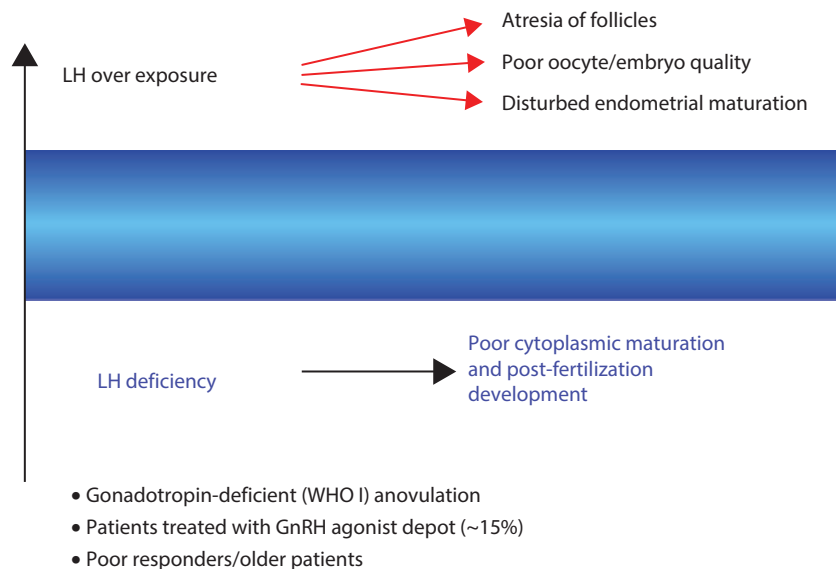 Atresia of follicles
LH over exposure
Poor oocyte/embryo quality
Disturbed endometrial maturation
LH deficiency
Poor cytoplasmic maturation
and post-fertilization
development
• Gonadotropin-deficient (WHO I) anovulation
• Patients treated with GnRH agonist depot (~15%)
• Poor responders/older patients